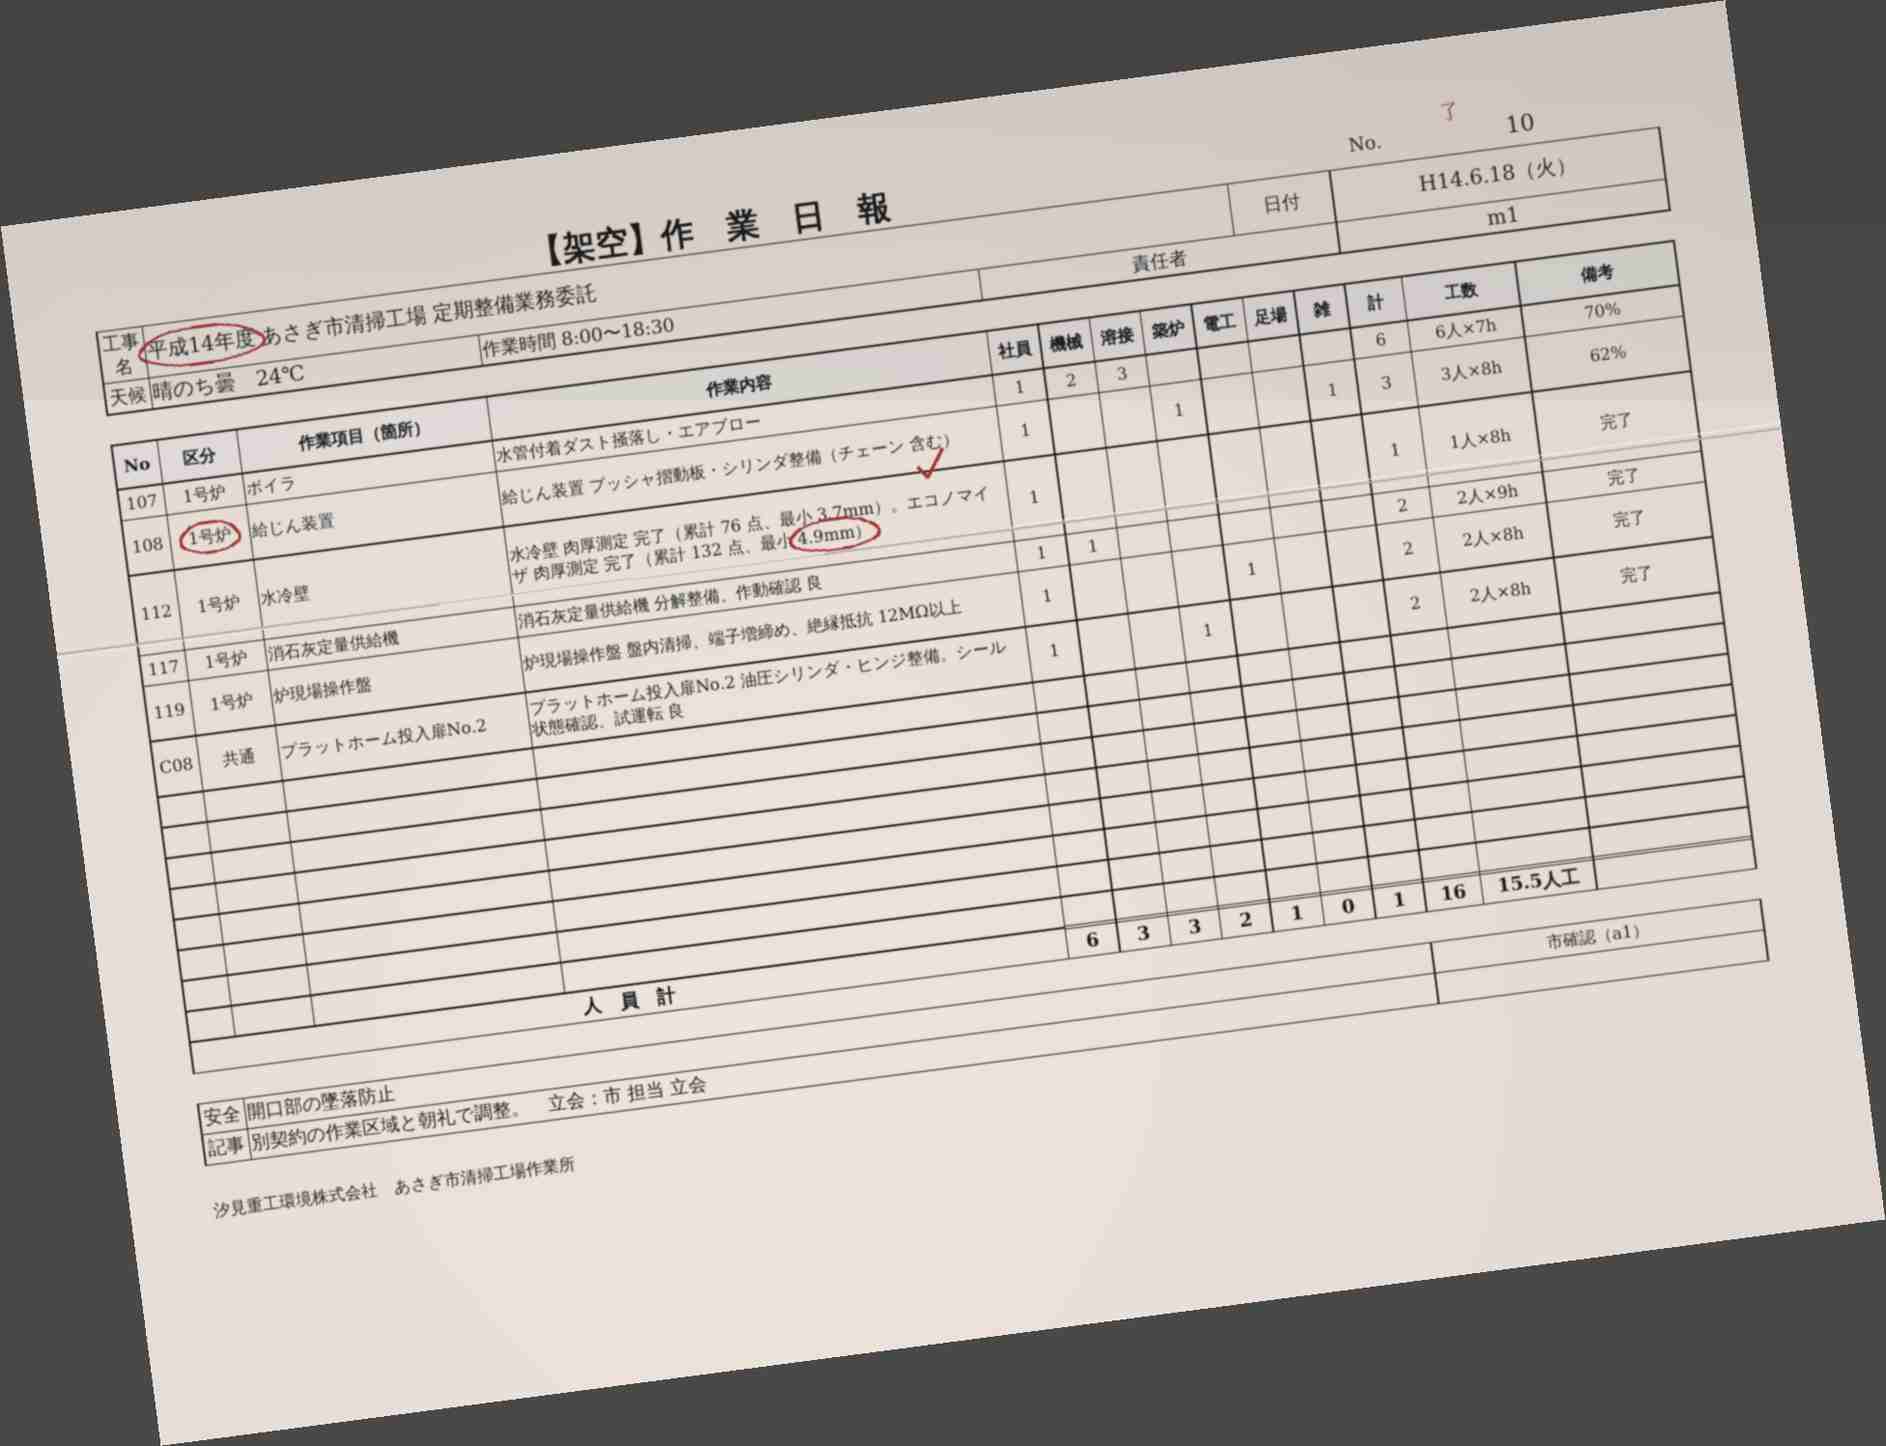 了
No. 10
【架空】作 業 日 報
工事名 平成14年度 あさぎ市清掃工場 定期整備業務委託 日付 H14.6.18（火）
天候 晴のち曇 24℃ 作業時間 8:00～18:30 責任者 m1
No 区分 作業項目（箇所） 作業内容 社員 機械 溶接 築炉 電工 足場 雑 計 工数 備考
107 1号炉 ボイラ 水管付着ダスト掻落し・エアブロー 1 2 3 6 6人×7h 70%
108 1号炉 給じん装置 給じん装置 プッシャ摺動板・シリンダ整備（チェーン 含む） 1 1 1 3 3人×8h 62%
112 1号炉 水冷壁 水冷壁 肉厚測定 完了（累計 76 点、最小 3.7mm）。エコノマイ
ザ 肉厚測定 完了（累計 132 点、最小 4.9mm） 1 1 1人×8h 完了
117 1号炉 消石灰定量供給機 消石灰定量供給機 分解整備、作動確認 良 1 1 2 2人×9h 完了
119 1号炉 炉現場操作盤 炉現場操作盤 盤内清掃、端子増締め、絶縁抵抗 12MΩ以上 1 1 2 2人×8h 完了
C08 共通 プラットホーム投入扉No.2 プラットホーム投入扉No.2 油圧シリンダ・ヒンジ整備、シール
状態確認、試運転 良 1 1 2 2人×8h 完了
人 員 計 6 3 3 2 1 0 1 16 15.5人工
安全 開口部の墜落防止 市確認（a1）
記事 別契約の作業区域と朝礼で調整。 立会：市 担当 立会
汐見重工環境株式会社 あさぎ市清掃工場作業所